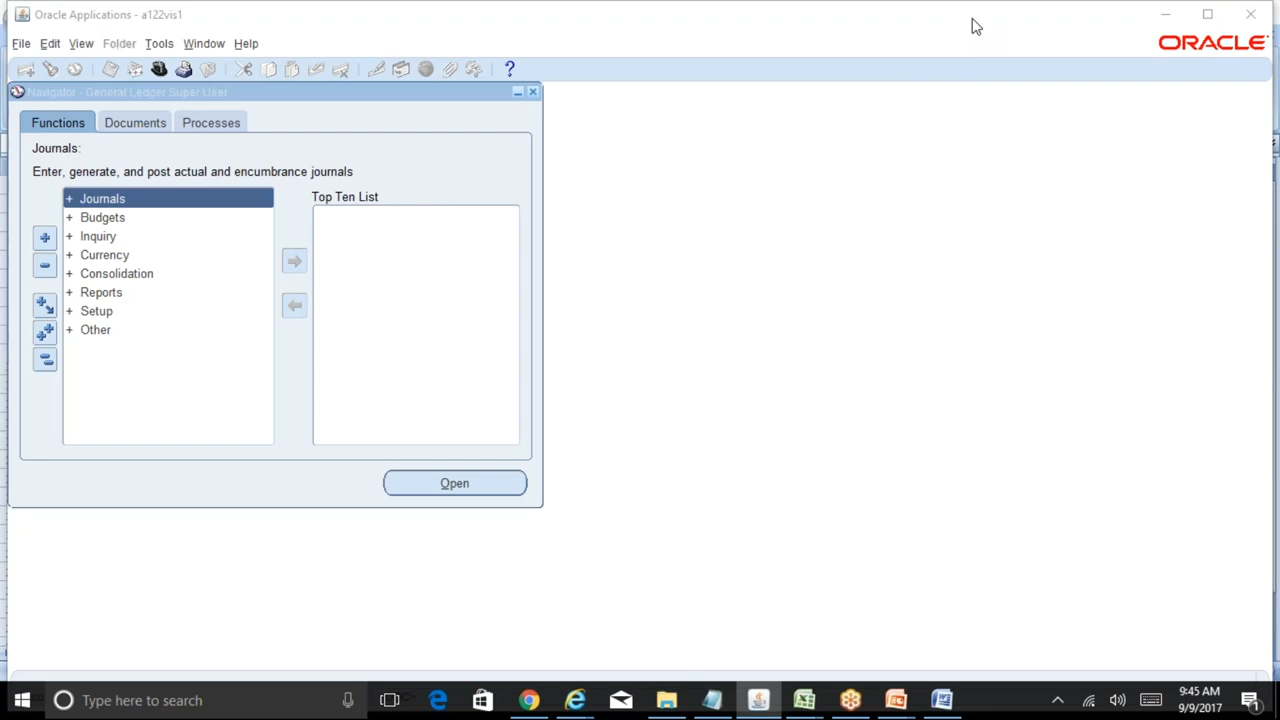 Oracle Applications - a122vis1
File Edit View Folder Tools Window Help
ORACLE
?
Navigator - General Ledger Super User
Functions Documents Processes
Journals:
Enter, generate, and post actual and encumbrance journals
Top Ten List
+ Journals
+ Budgets
+ Inquiry
+ Currency
+ Consolidation
+ Reports
+ Setup
+ Other
Open
Type here to search
9:45 AM
9/9/2017
1